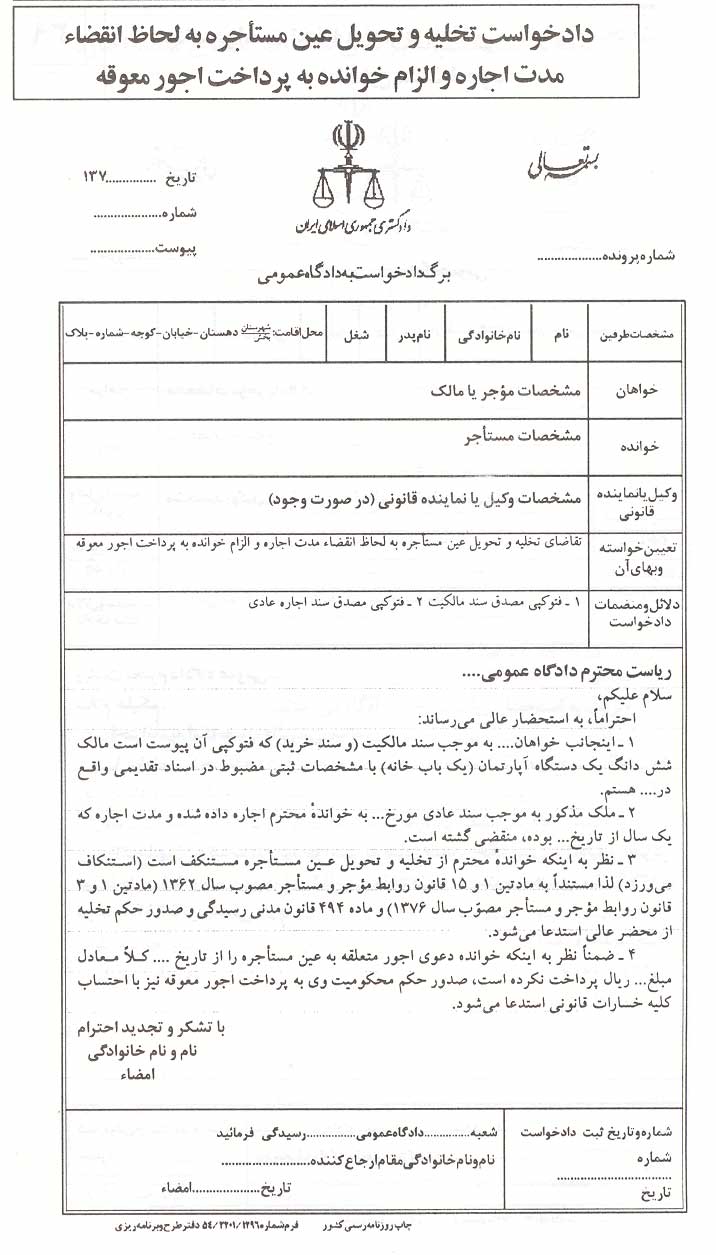 دادخواست تخلیه و تحویل عین مستأجره به لحاظ انقضاء
مدت اجاره و الزام خوانده به پرداخت اجور معوقه
بسمه تعالی
تاریخ ..............۱۳۷
شماره....................
پیوست...................
دادگستری جمهوری اسلامی ایران
شماره پرونده...................
برگ دادخواست به دادگاه عمومی
مشخصات طرفین
نام
نام خانوادگی
نام پدر
شغل
محل اقامت: شهرستان بخش دهستان-خیابان-کوچه-شماره-پلاک
خواهان
مشخصات مؤجر یا مالک
خوانده
مشخصات مستأجر
وکیل یا نماینده قانونی
مشخصات وکیل یا نماینده قانونی (در صورت وجود)
تعیین خواسته وبهای آن
تقاضای تخلیه و تحویل عین مستأجره به لحاظ انقضاء مدت اجاره و الزام خوانده به پرداخت اجور معوقه
دلائل و منضمات دادخواست
۱ ـ فتوکپی مصدق سند مالکیت ۲ ـ فتوکپی مصدق سند اجاره عادی
ریاست محترم دادگاه عمومی....
سلام علیکم،
احتراماً، به استحضار عالی می‌رساند:
۱ ـ اینجانب خواهان.... به موجب سند مالکیت (و سند خرید) که فتوکپی آن پیوست است مالک
شش دانگ یک دستگاه آپارتمان (یک باب خانه) با مشخصات ثبتی مضبوط در اسناد تقدیمی واقع
در.... هستم.
۲ ـ ملک مذکور به موجب سند عادی مورخ... به خواندهٔ محترم اجاره داده شده و مدت اجاره که
یک سال از تاریخ... بوده، منقضی گشته است.
۳ ـ نظر به اینکه خواندهٔ محترم از تخلیه و تحویل عین مستأجره مستنکف است (استنکاف
می‌ورزد) لذا مستنداً به مادتین ۱ و ۱۵ قانون روابط مؤجر و مستأجر مصوب سال ۱۳۶۲ (مادتین ۱ و ۳
قانون روابط مؤجر و مستأجر مصوّب سال ۱۳۷۶) و ماده ۴۹۴ قانون مدنی رسیدگی و صدور حکم تخلیه
از محضر عالی استدعا می‌شود.
۴ ـ ضمناً نظر به اینکه خوانده دعوی اجور متعلقه به عین مستأجره را از تاریخ .... کلاً معادل
مبلغ... ریال پرداخت نکرده است، صدور حکم محکومیت وی به پرداخت اجور معوقه نیز با احتساب
کلیه خسارات قانونی استدعا می‌شود.
با تشکر و تجدید احترام
نام و نام خانوادگی
امضاء
شماره و تاریخ ثبت دادخواست
شماره
............................
تاریخ
شعبه..............دادگاه عمومی...............رسیدگی فرمائید
نام و نام خانوادگی مقام ارجاع کننده..........................
تاریخ....................امضاء
چاپ روزنامه رسمی کشور
فرم شماره ۵۴/۳۲۰۱/۱۲۹۶ دفتر طرح و برنامه ریزی